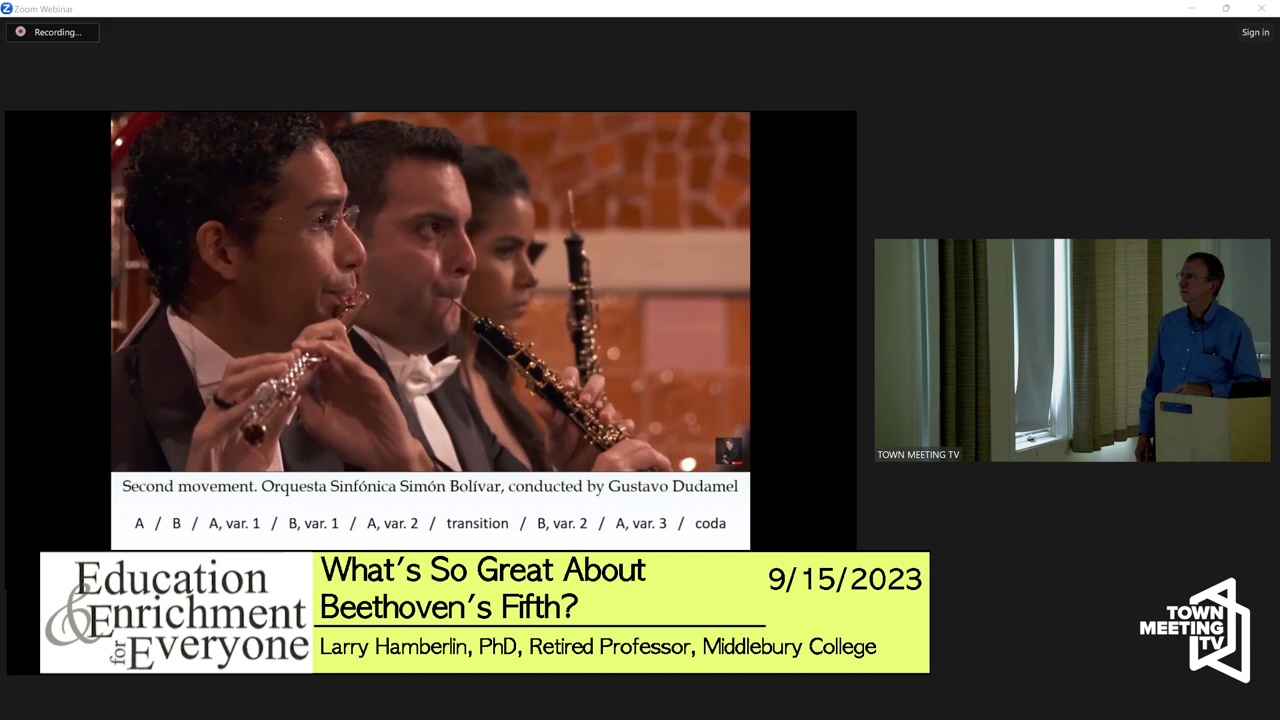 Zoom Webinar
Recording...
Sign in
Second movement. Orquesta Sinfónica Simón Bolívar, conducted by Gustavo Dudamel
A / B / A, var. 1 / B, var. 1 / A, var. 2 / transition / B, var. 2 / A, var. 3 / coda
TOWN MEETING TV
Education
& Enrichment
for Everyone
What's So Great About
Beethoven's Fifth?
9/15/2023
Larry Hamberlin, PhD, Retired Professor, Middlebury College
TOWN
MEETING
TV